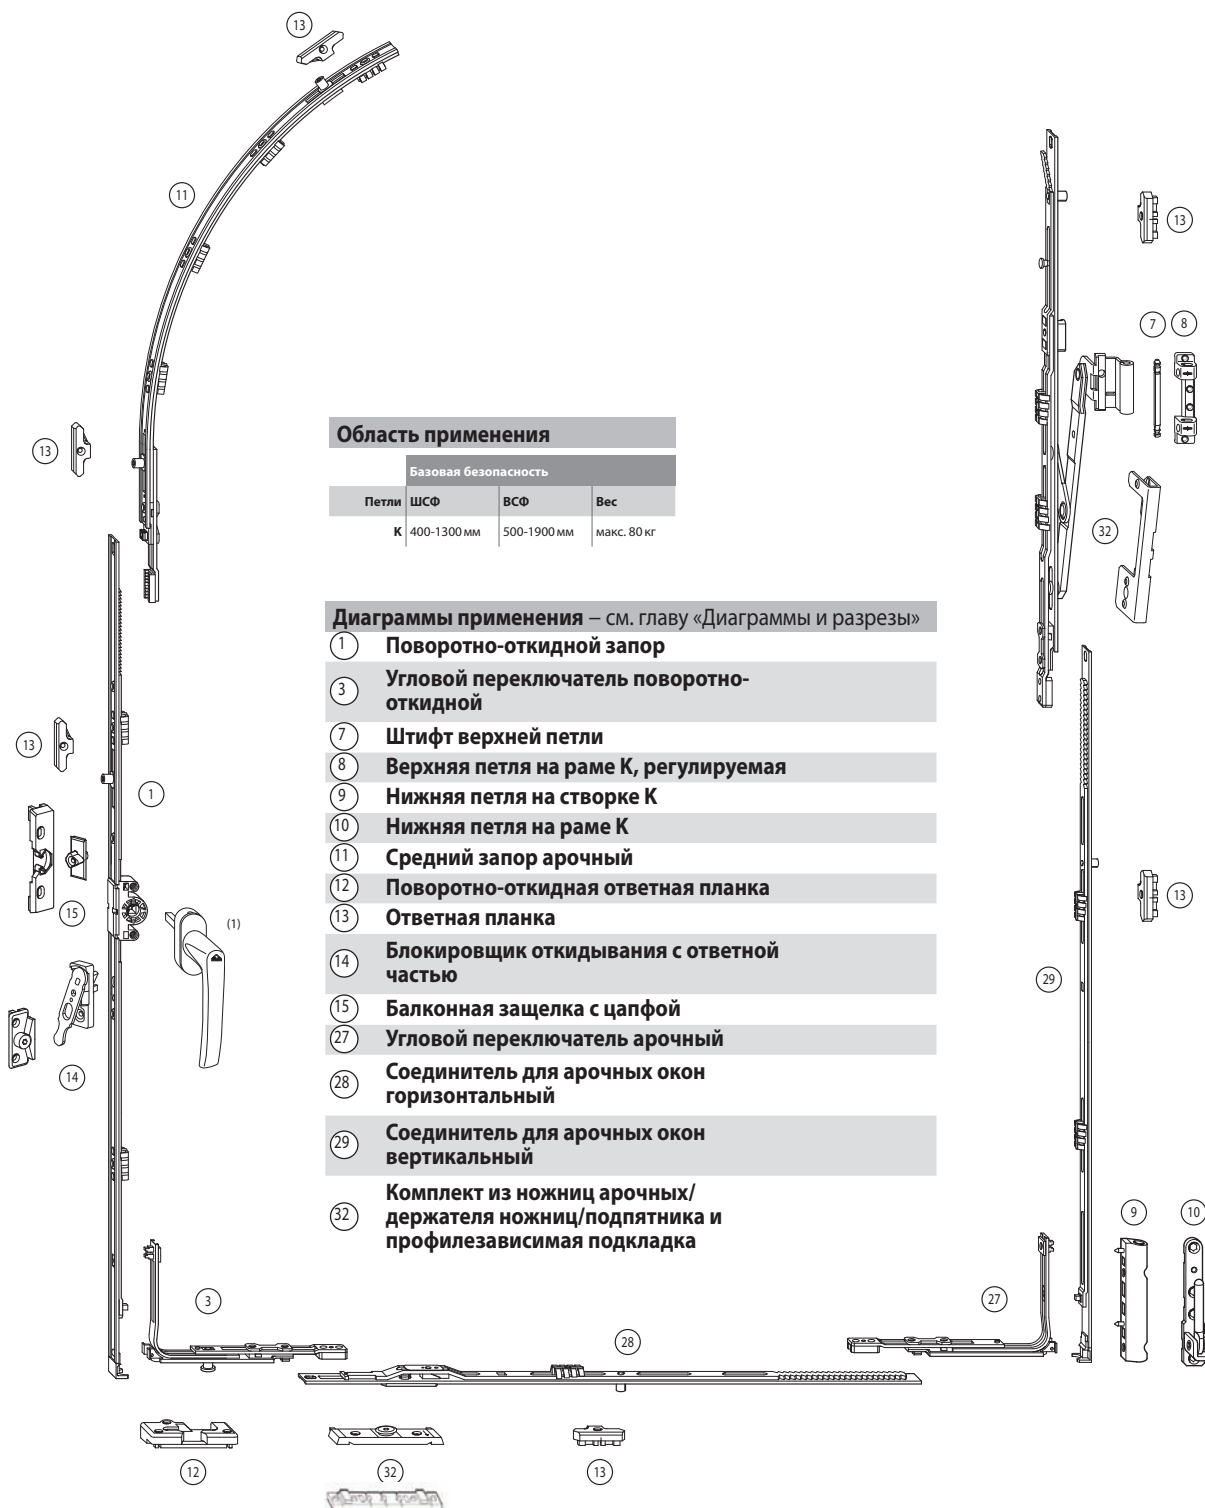 13
11
13
7 8
13
32
Область применения
Базовая безопасность
Петли ШСФ ВСФ Вес
К 400-1300 мм 500-1900 мм макс. 80 кг
Диаграммы применения – см. главу «Диаграммы и разрезы»
1 Поворотно-откидной запор
3 Угловой переключатель поворотно-
откидной
7 Штифт верхней петли
8 Верхняя петля на раме К, регулируемая
9 Нижняя петля на створке К
10 Нижняя петля на раме К
11 Средний запор арочный
12 Поворотно-откидная ответная планка
13 Ответная планка
14 Блокировщик откидывания с ответной
частью
15 Балконная защелка с цапфой
27 Угловой переключатель арочный
28 Соединитель для арочных окон
горизонтальный
29 Соединитель для арочных окон
вертикальный
32 Комплект из ножниц арочных/
держателя ножниц/подпятника и
профилезависимая подкладка
13
1
15
(1)
14
13
29
9 10
3
27
28
12
32
13